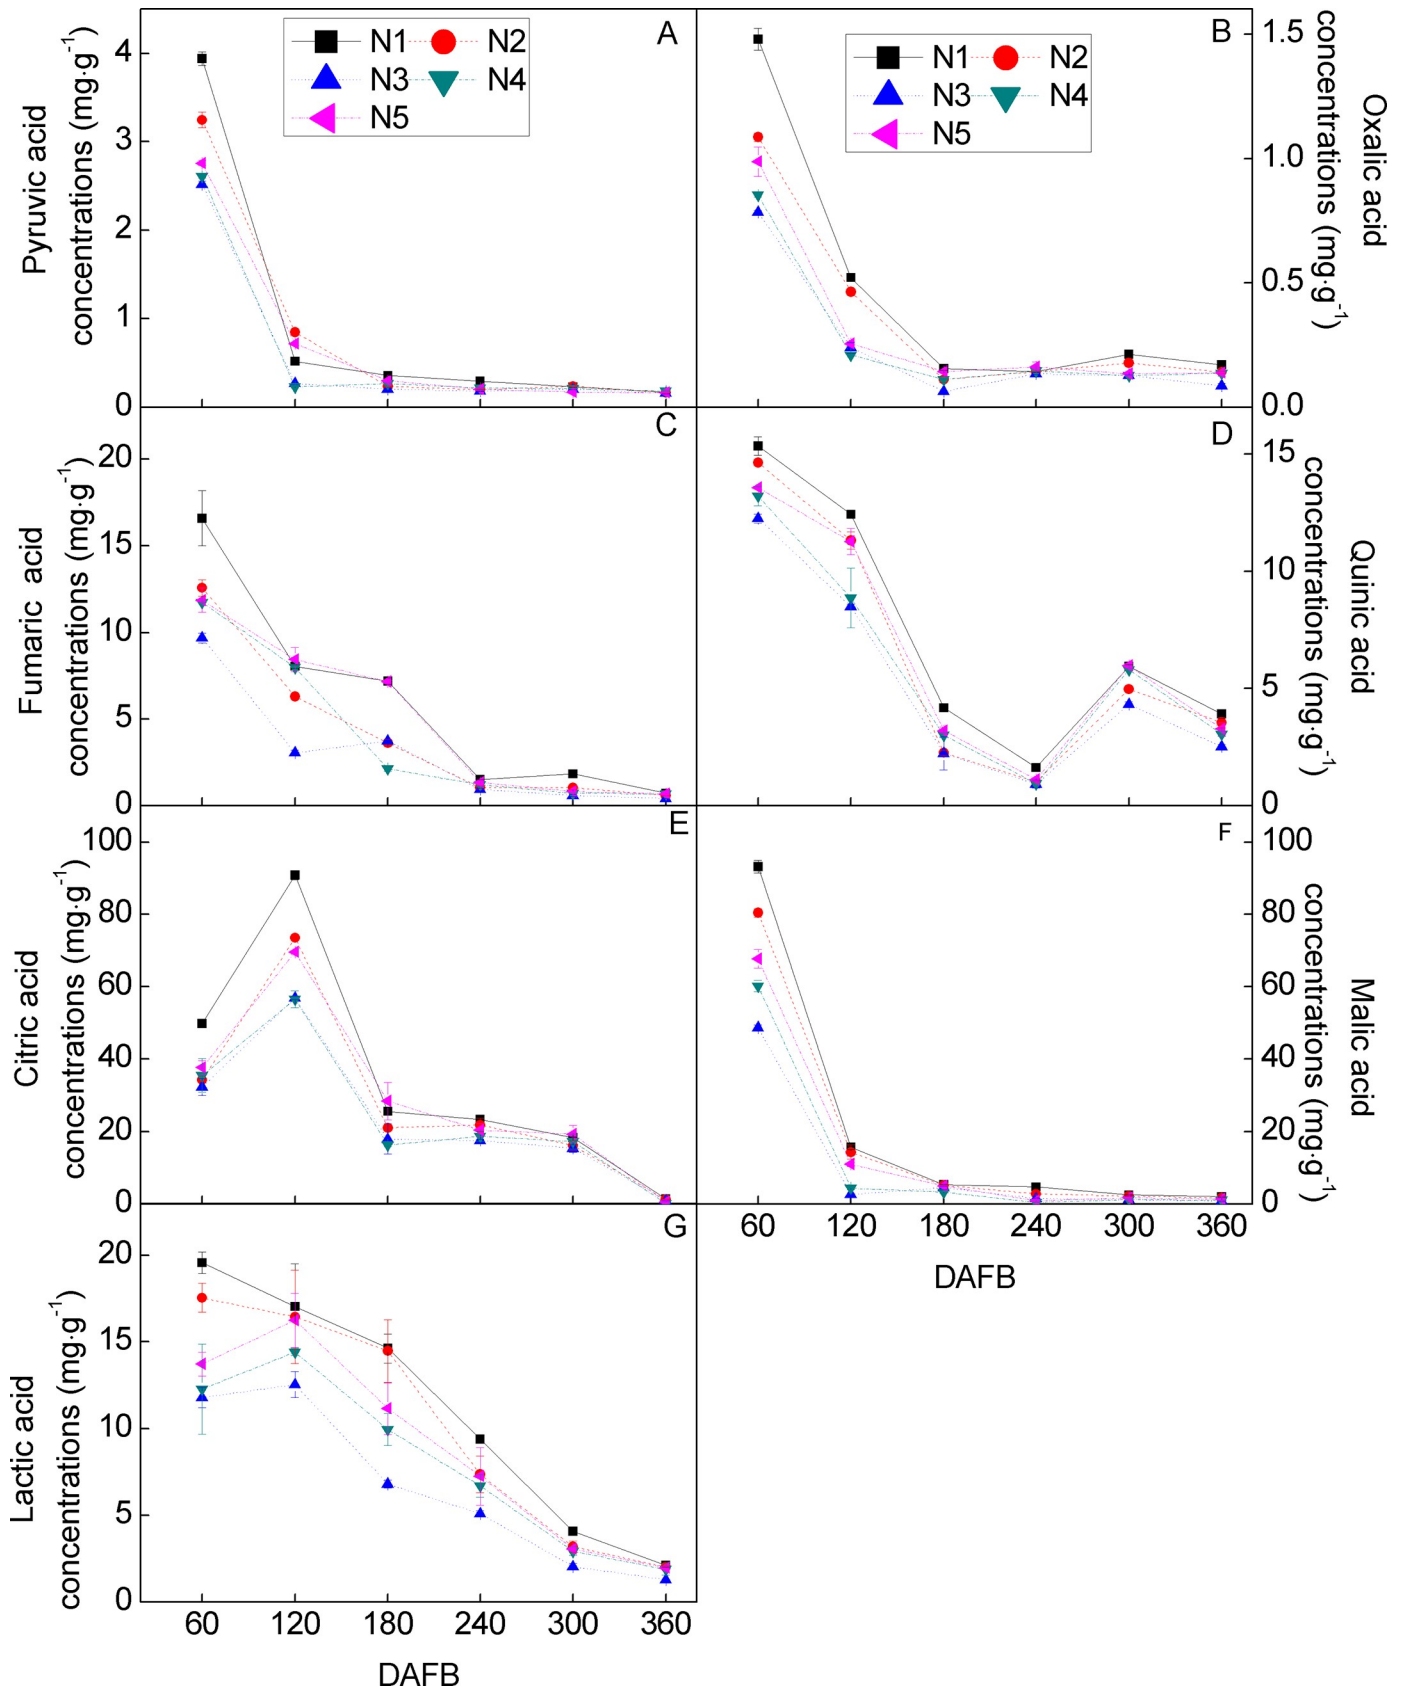 A
N1 N2
N3 N4
N5
Pyruvic acid
concentrations (mg·g⁻¹)
4
3
2
1
0
B
N1 N2
N3 N4
N5
Oxalic acid
concentrations (mg·g⁻¹)
1.5
1.0
0.5
0.0
C
Fumaric acid
concentrations (mg·g⁻¹)
20
15
10
5
0
D
Quinic acid
concentrations (mg·g⁻¹)
15
10
5
0
E
Citric acid
concentrations (mg·g⁻¹)
100
80
60
40
20
0
F
Malic acid
concentrations (mg·g⁻¹)
100
80
60
40
20
0
60 120 180 240 300 360
DAFB
G
Lactic acid
concentrations (mg·g⁻¹)
20
15
10
5
0
60 120 180 240 300 360
DAFB